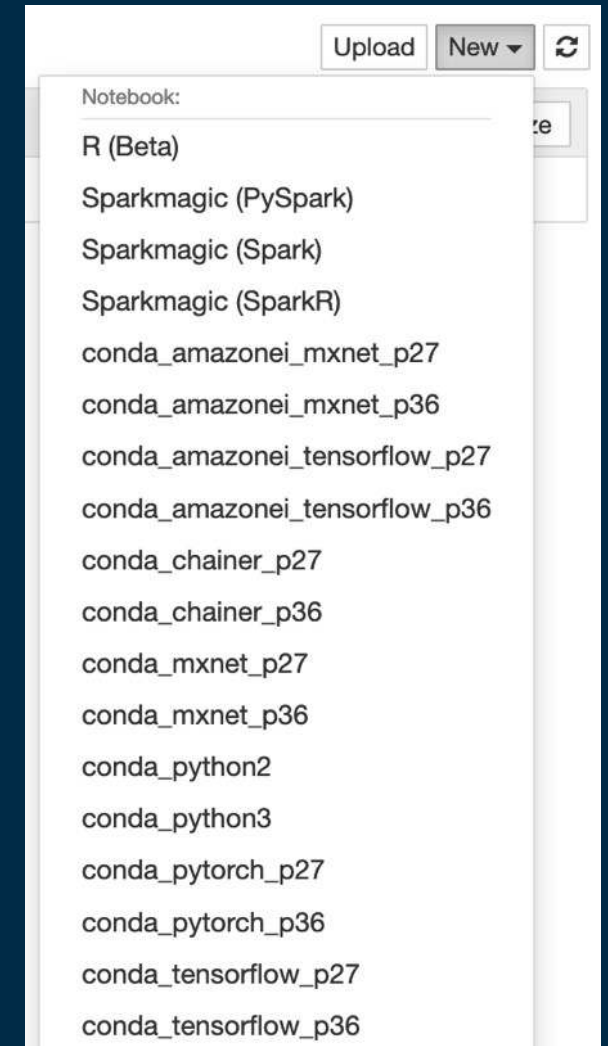 Upload New
Notebook:
ze
R (Beta)
Sparkmagic (PySpark)
Sparkmagic (Spark)
Sparkmagic (SparkR)
conda_amazonei_mxnet_p27
conda_amazonei_mxnet_p36
conda_amazonei_tensorflow_p27
conda_amazonei_tensorflow_p36
conda_chainer_p27
conda_chainer_p36
conda_mxnet_p27
conda_mxnet_p36
conda_python2
conda_python3
conda_pytorch_p27
conda_pytorch_p36
conda_tensorflow_p27
conda_tensorflow_p36